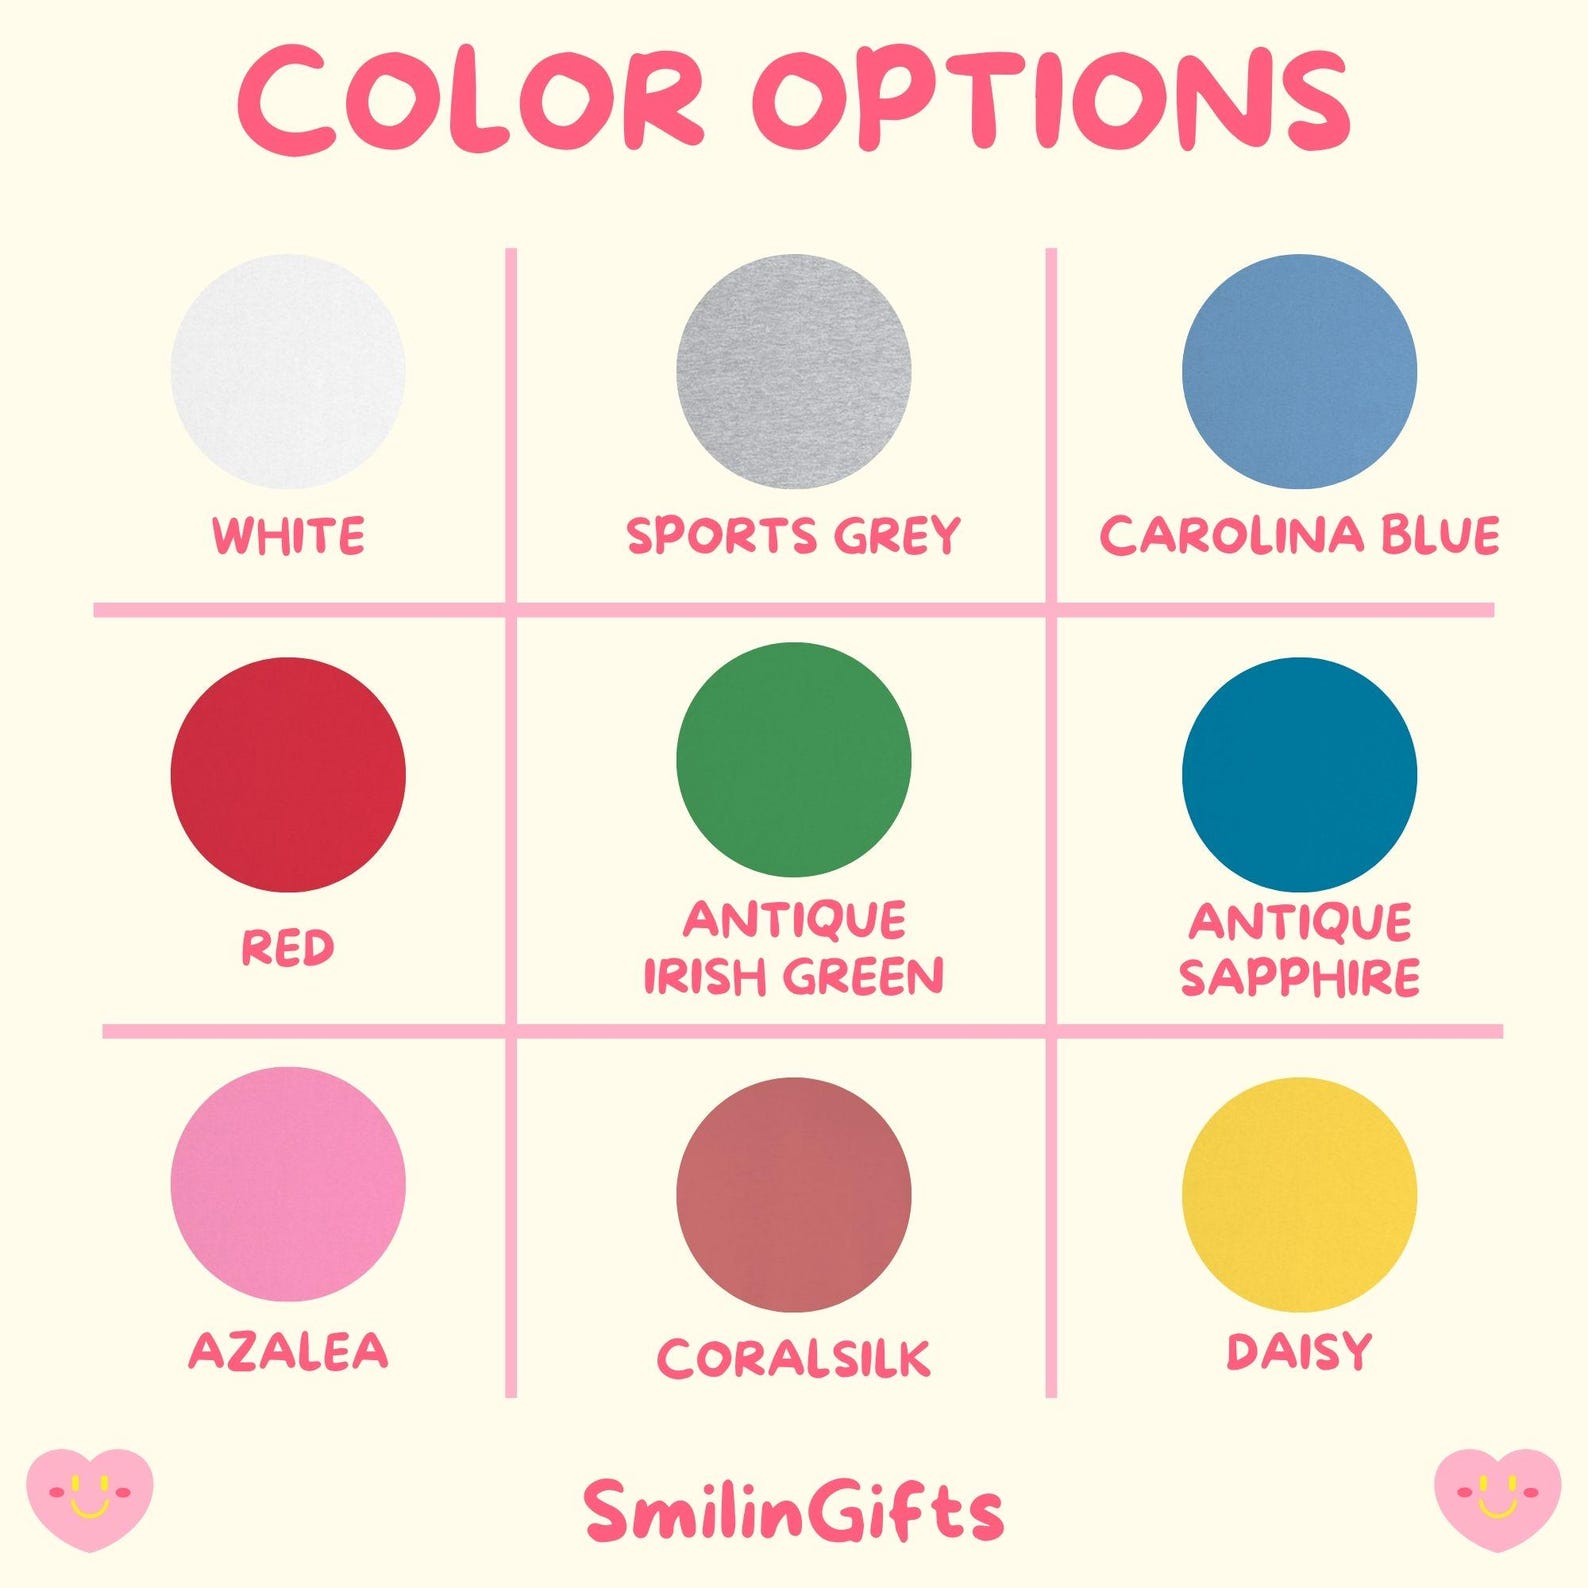 COLOR OPTIONS
WHITE
SPORTS GREY
CAROLINA BLUE
RED
ANTIQUE
IRISH GREEN
ANTIQUE
SAPPHIRE
AZALEA
CORALSILK
DAISY
SmilinGifts